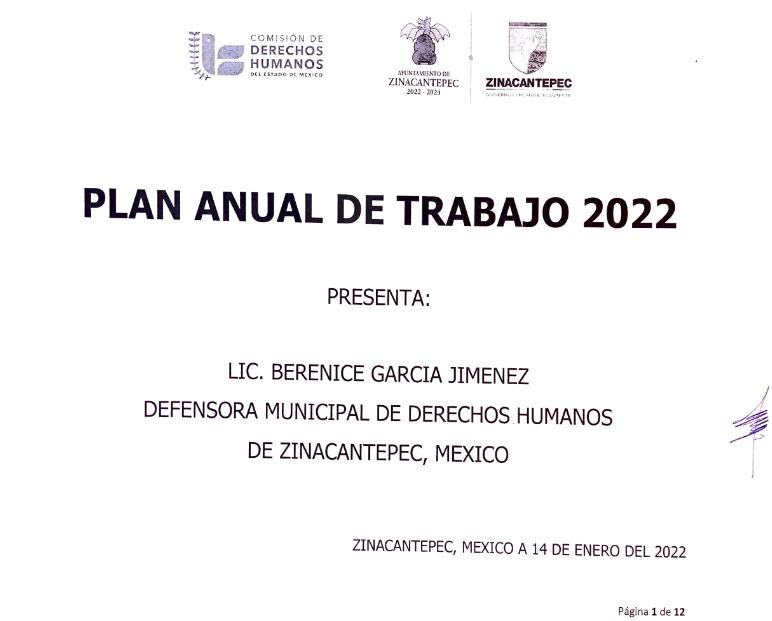 COMISIÓN DE
DERECHOS
HUMANOS
DEL ESTADO DE MÉXICO
AYUNTAMIENTO DE
ZINACANTEPEC
2022 - 2024
ZINACANTEPEC
PLAN ANUAL DE TRABAJO 2022
PRESENTA:
LIC. BERENICE GARCIA JIMENEZ
DEFENSORA MUNICIPAL DE DERECHOS HUMANOS
DE ZINACANTEPEC, MEXICO
ZINACANTEPEC, MEXICO A 14 DE ENERO DEL 2022
Página 1 de 12